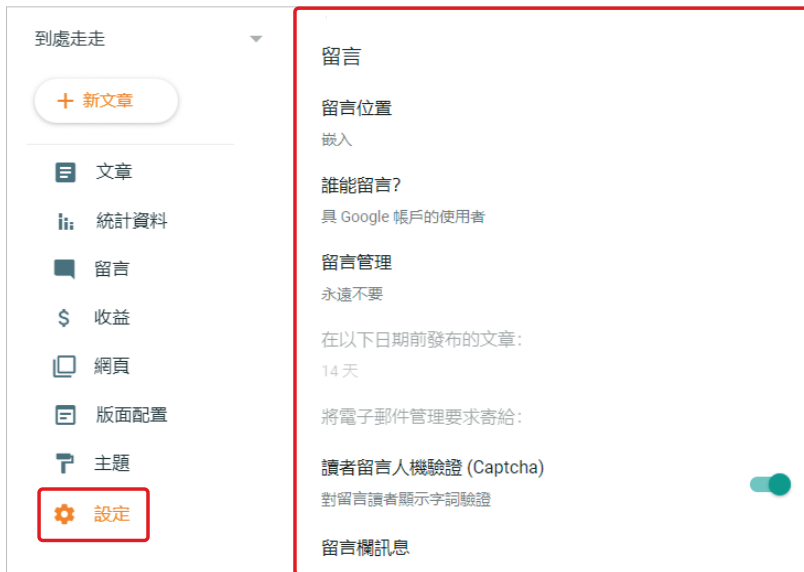 到處走走
新文章
文章
統計資料
留言
收益
網頁
版面配置
主題
設定
留言
留言位置
嵌入
誰能留言?
具 Google 帳戶的使用者
留言管理
永遠不要
在以下日期前發布的文章:
14 天
將電子郵件管理要求寄給:
讀者留言人機驗證 (Captcha)
對留言讀者顯示字詞驗證
留言欄訊息